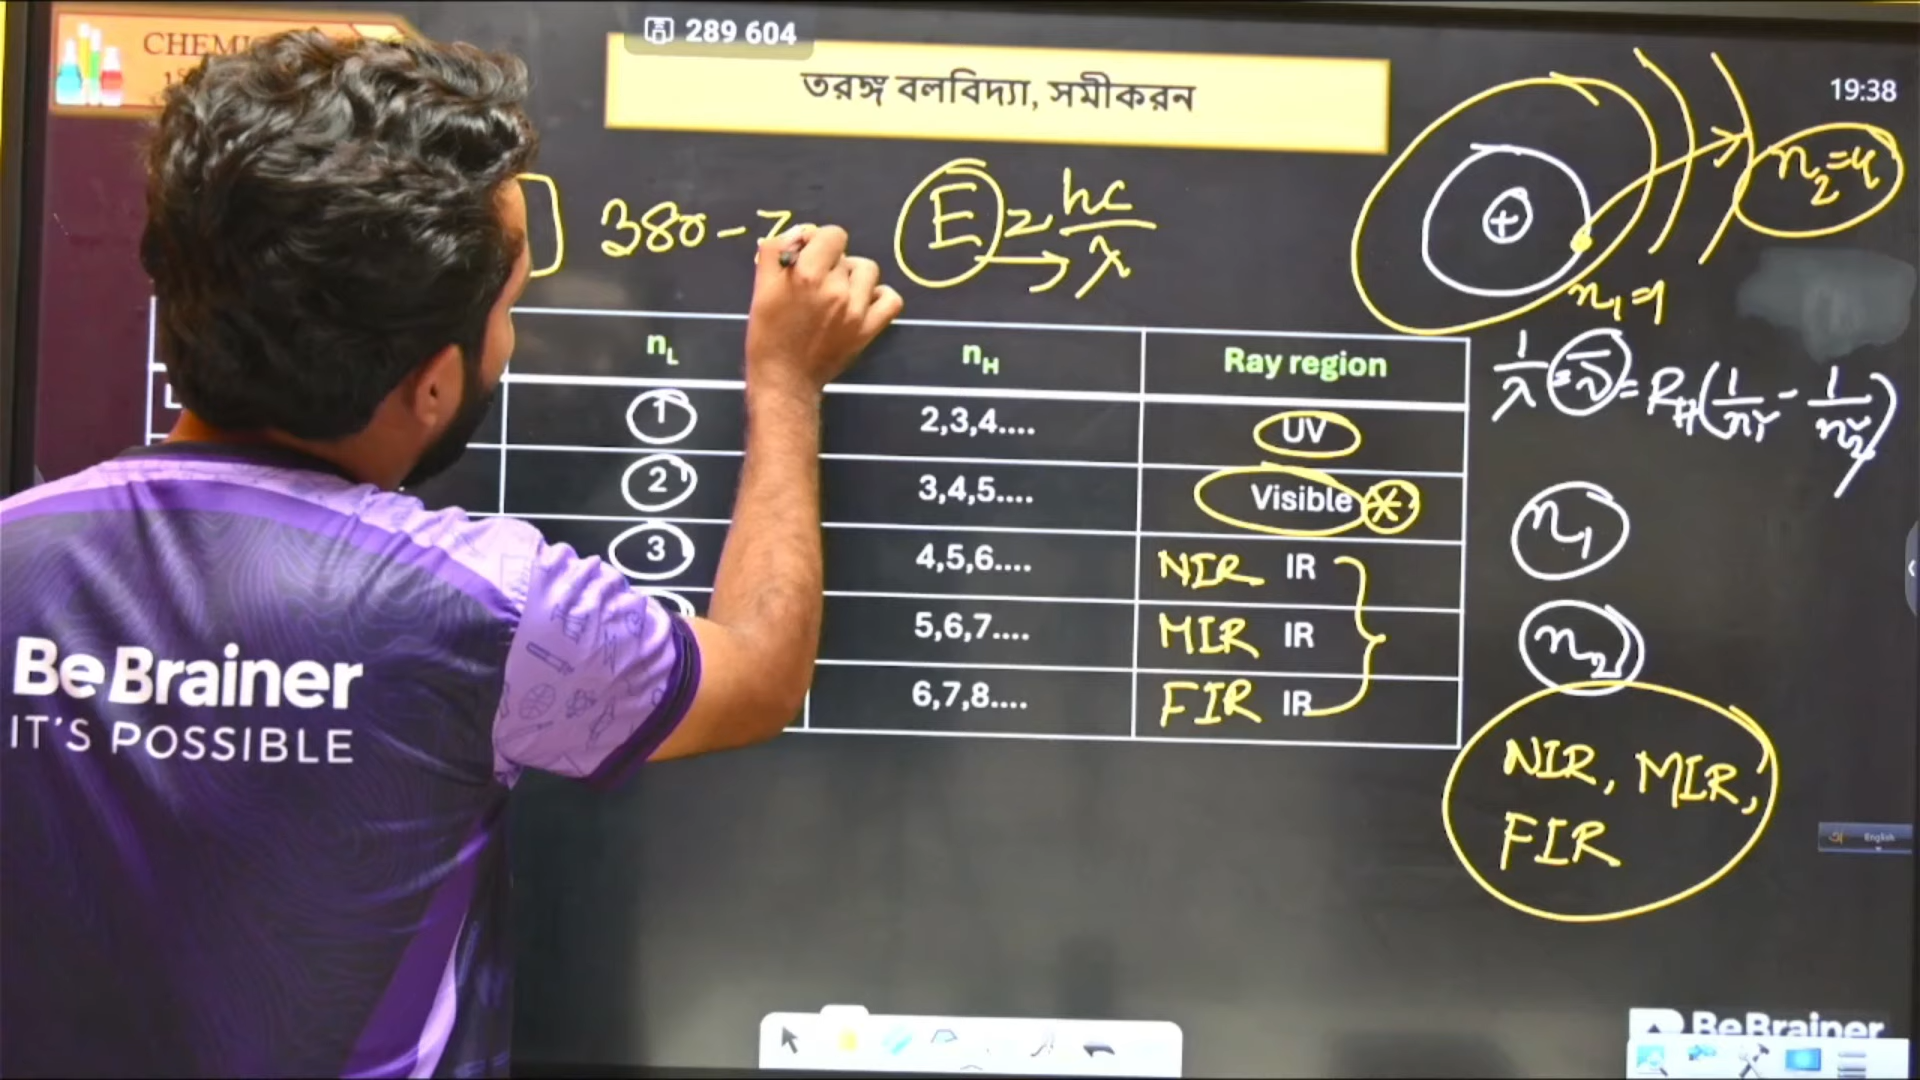 289 604
CHEMI
তরঙ্গ বলবিদ্যা, সমীকরন
19:38
380-7
E = hc/λ
n₂=4
n₁=1
nL nH Ray region
1 2,3,4.... UV
2 3,4,5.... Visible *
3 4,5,6.... NIR IR
5,6,7.... MIR IR
6,7,8.... FIR IR
1/λ = ν̅ = RH(1/n₁² - 1/n₂²)
n₁
n₂
NIR, MIR,
FIR
BeBrainer
IT'S POSSIBLE
English
BeBrainer